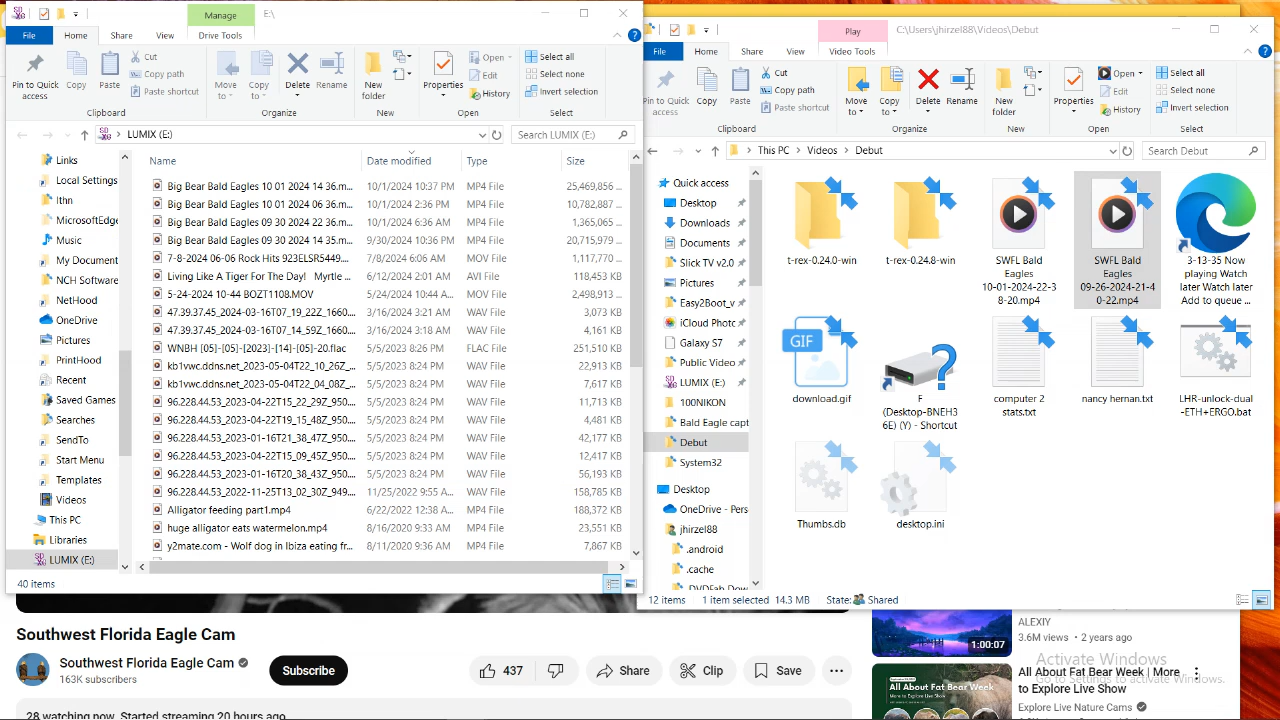 Manage E:\
File Home Share View Drive Tools
Pin to Quick access
Copy
Paste
Cut
Copy path
Paste shortcut
Clipboard
Move to
Copy to
Delete
Rename
Organize
New folder
New
Properties
Open
Edit
History
Open
Select all
Select none
Invert selection
Select
LUMIX (E:)
Search LUMIX (E:)
Links
Local Settings
lthn
MicrosoftEdge
Music
My Document
NCH Software
NetHood
OneDrive
Pictures
PrintHood
Recent
Saved Games
Searches
SendTo
Start Menu
Templates
Videos
This PC
Libraries
LUMIX (E:)
Name Date modified Type Size
Big Bear Bald Eagles 10 01 2024 14 36.m... 10/1/2024 10:37 PM MP4 File 25,469,856 ...
Big Bear Bald Eagles 10 01 2024 06 36.m... 10/1/2024 2:36 PM MP4 File 10,782,887 ...
Big Bear Bald Eagles 09 30 2024 22 35.m... 10/1/2024 6:36 AM MP4 File 1,365,065 ...
Big Bear Bald Eagles 09 30 2024 14 35.m... 9/30/2024 10:36 PM MP4 File 20,715,979 ...
7-8-2024 06-06 Rock Hits 923ELSR5449.... 7/8/2024 6:06 AM MOV File 1,117,770 ...
Living Like A Tiger For The Day! Myrtle ... 6/12/2024 2:01 AM AVI File 118,453 KB
5-24-2024 10-44 BOZT1108.MOV 5/24/2024 10:44 A... MOV File 2,498,913 ...
47.39.37.45_2024-03-16T07_19_22Z_1660.... 3/16/2024 3:21 AM WAV File 3,073 KB
47.39.37.45_2024-03-16T07_14_59Z_1660.... 3/16/2024 3:18 AM WAV File 4,161 KB
WNBH [05]-[05]-[2023]-[14]-[05]-20.flac 5/5/2023 8:26 PM FLAC File 251,510 KB
kb1vwc.ddns.net_2023-05-04T22_10_26Z_... 5/5/2023 8:24 PM WAV File 22,913 KB
kb1vwc.ddns.net_2023-05-04T22_04_08Z_... 5/5/2023 8:24 PM WAV File 7,617 KB
96.228.44.53_2023-04-22T15_22_29Z_950.... 5/5/2023 8:24 PM WAV File 11,713 KB
96.228.44.53_2023-04-22T19_15_48Z_950.... 5/5/2023 8:24 PM WAV File 4,481 KB
96.228.44.53_2023-01-16T21_38_47Z_950.... 5/5/2023 8:24 PM WAV File 42,177 KB
96.228.44.53_2023-04-22T15_29_41Z_950.... 5/5/2023 8:24 PM WAV File 12,417 KB
96.228.44.53_2023-01-16T20_38_43Z_950.... 5/5/2023 8:24 PM WAV File 56,193 KB
96.228.44.53_2022-11-25T13_02_30Z_949.... 11/25/2022 9:55 A... WAV File 158,785 KB
Alligator feeding part1.mp4 6/22/2022 12:38 A... MP4 File 188,372 KB
huge alligator eats watermelon.mp4 8/16/2020 9:33 AM MP4 File 23,551 KB
y2mate.com - Wolf dog in Ibiza eating fr... 8/11/2020 9:36 AM MP4 File 7,867 KB
40 items
Play C:\Users\jhirzel88\Videos\Debut
File Home Share View Video Tools
Pin to Quick access
Copy
Paste
Cut
Copy path
Paste shortcut
Clipboard
Move to
Copy to
Delete
Rename
Organize
New folder
New
Properties
Open
Edit
History
Open
Select all
Select none
Invert selection
Select
This PC Videos Debut
Search Debut
Quick access
Desktop
Downloads
Documents
Slick TV v2.0
Pictures
Easy2Boot_v
iCloud Photo
Galaxy S7
Public Video
LUMIX (E:)
100NIKON
Bald Eagle capt
Debut
System32
Desktop
OneDrive - Pers
jhirzel88
.android
.cache
.DVDFab Dow
t-rex-0.24.0-win
t-rex-0.24.8-win
SWFL Bald
Eagles
10-01-2024-22-3
8-20.mp4
SWFL Bald
Eagles
09-26-2024-21-4
0-22.mp4
3-13-35 Now
playing Watch
later Watch later
Add to queue ...
GIF
download.gif
F
(Desktop-BNEH3
6E) (Y) - Shortcut
computer 2
stats.txt
nancy hernan.txt
LHR-unlock-dual
-ETH+ERGO.bat
Thumbs.db
desktop.ini
12 items 1 item selected 14.3 MB State: Shared
Southwest Florida Eagle Cam
Southwest Florida Eagle Cam
163K subscribers
Subscribe
437
Share
Clip
Save
28 watching now Started streaming 20 hours ago
1:00:07
ALEXIY
3.6M views • 2 years ago
All About Fat Bear Week
All About Fat Bear Week | More
to Explore Live Show
Explore Live Nature Cams
Activate Windows
Go to Settings to activate Windows.